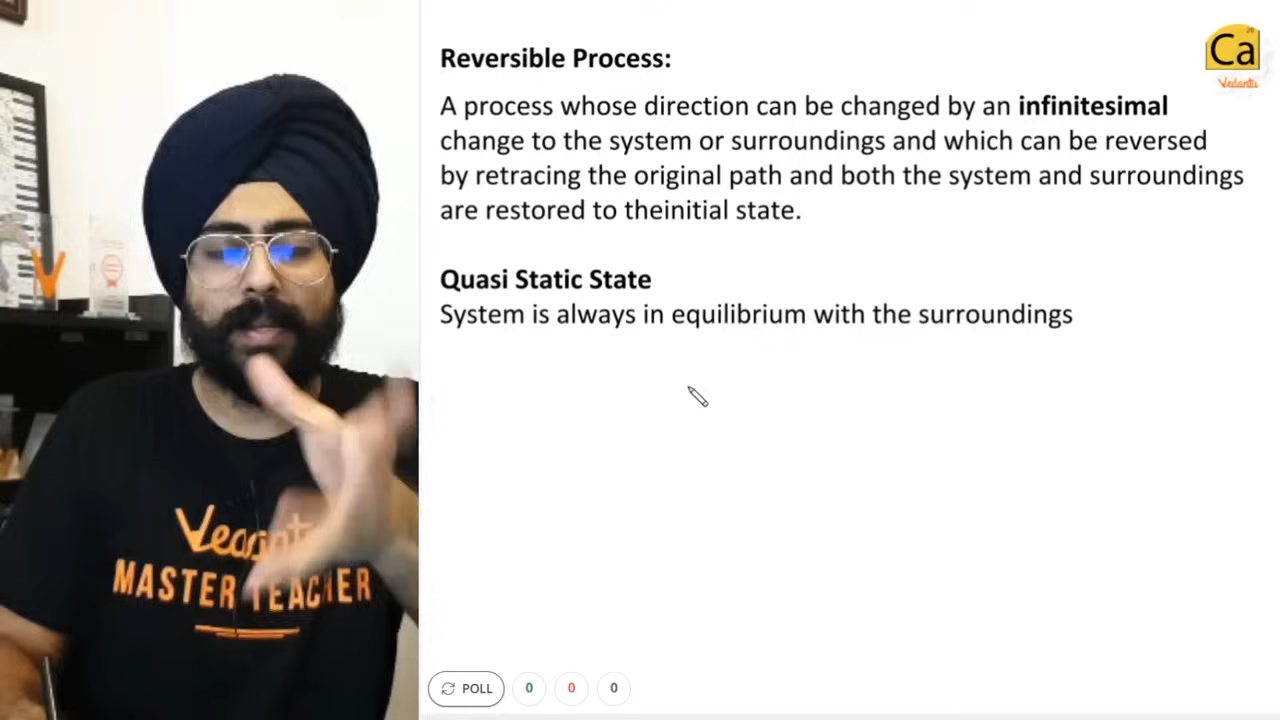 Reversible Process:
A process whose direction can be changed by an infinitesimal
change to the system or surroundings and which can be reversed
by retracing the original path and both the system and surroundings
are restored to theinitial state.
Quasi Static State
System is always in equilibrium with the surroundings
Ca
Vedantu
MASTER TEACHER
POLL
0
0
0